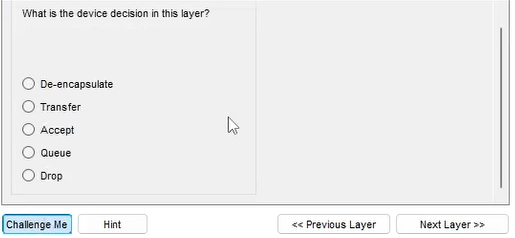 What is the device decision in this layer?
De-encapsulate
Transfer
Accept
Queue
Drop
Challenge Me
Hint
<< Previous Layer
Next Layer >>